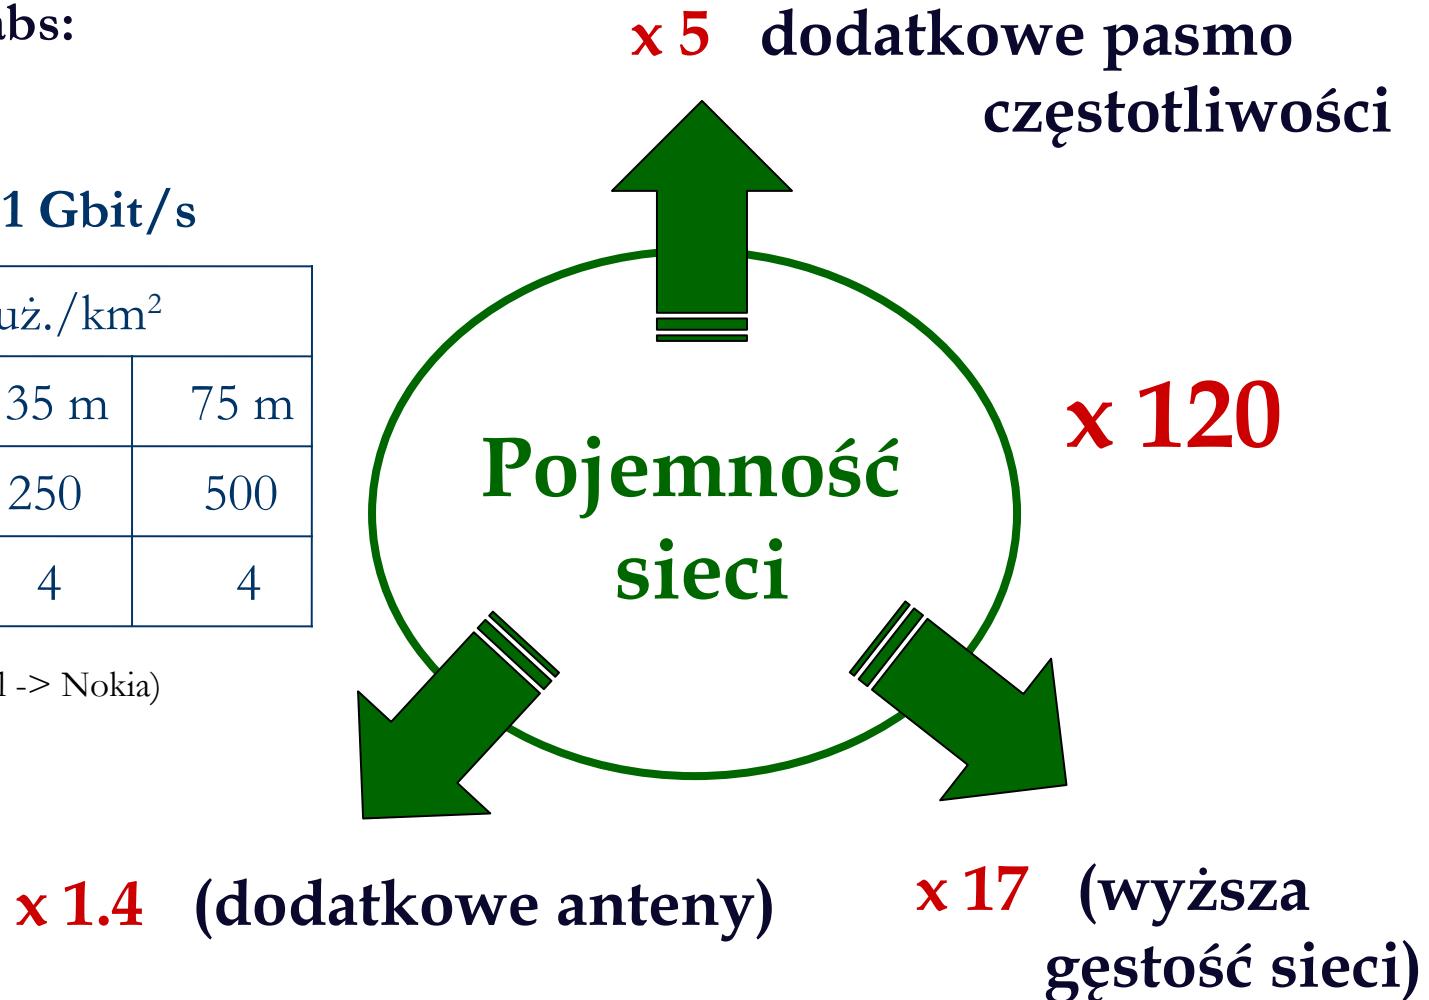 abs:
1 Gbit/s
uż./km²
35 m 75 m
250 500
4 4
-> Nokia)
x 5 dodatkowe pasmo
częstotliwości
x 120
Pojemność
sieci
x 1.4 (dodatkowe anteny)
x 17 (wyższa
gęstość sieci)